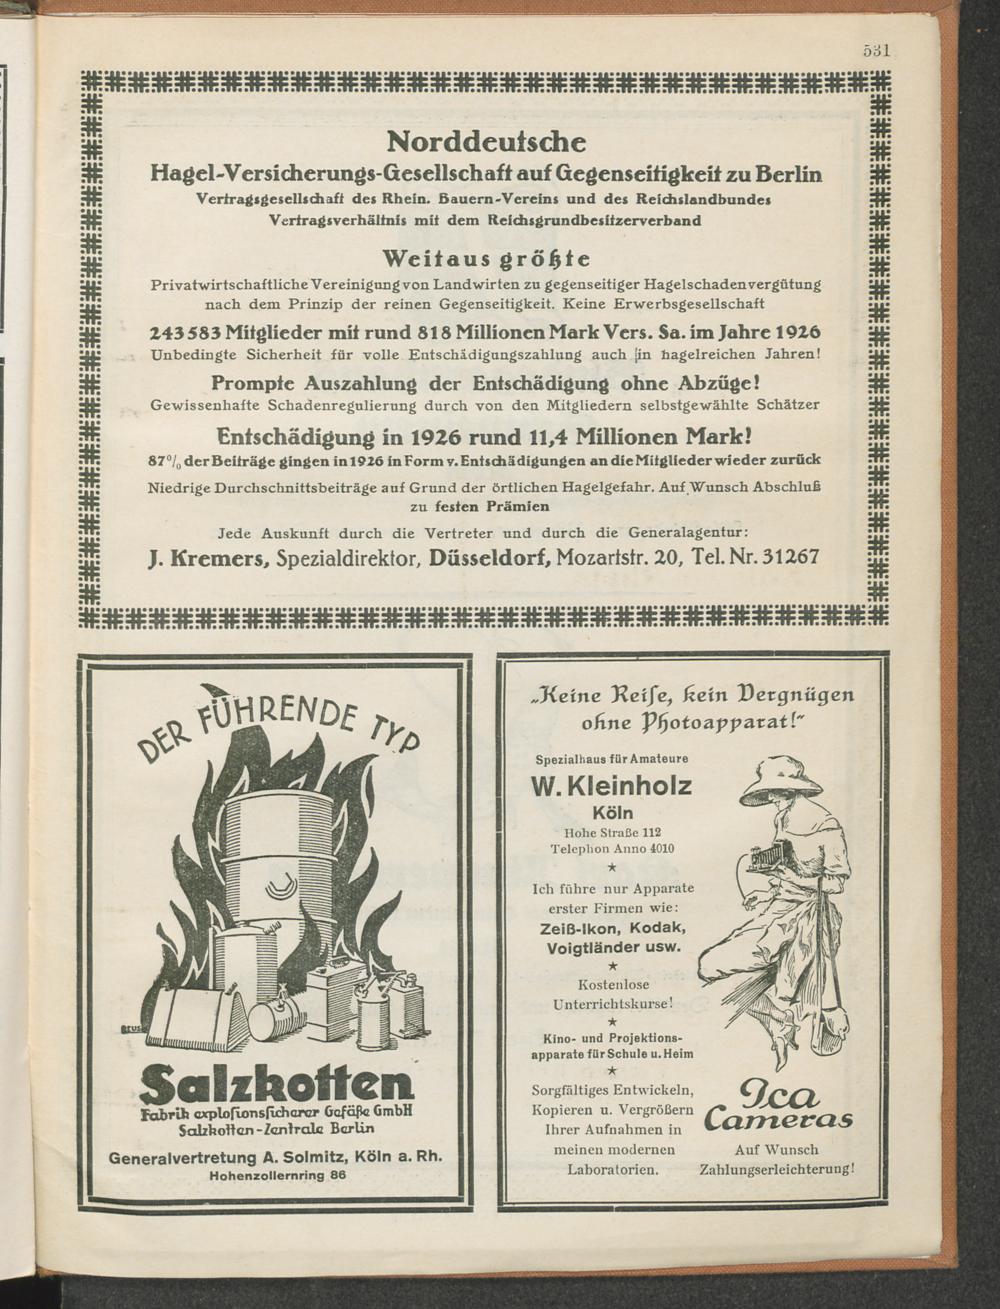 531
Norddeutsche
Hagel-Versicherungs-Gesellschaft auf Gegenseitigkeit zu Berlin
Vertragsgesellschaft des Rhein. Bauern-Vereins und des Reichslandbundes
Vertragsverhältnis mit dem Reichsgrundbesitzerverband
Weitaus größte
Privatwirtschaftliche Vereinigung von Landwirten zu gegenseitiger Hagelschadenvergütung
nach dem Prinzip der reinen Gegenseitigkeit. Keine Erwerbsgesellschaft
243583 Mitglieder mit rund 818 Millionen Mark Vers. Sa. im Jahre 1926
Unbedingte Sicherheit für volle Entschädigungszahlung auch in hagelreichen Jahren!
Prompte Auszahlung der Entschädigung ohne Abzüge!
Gewissenhafte Schadenregulierung durch von den Mitgliedern selbstgewählte Schätzer
Entschädigung in 1926 rund 11,4 Millionen Mark!
87% der Beiträge gingen in 1926 in Form v. Entschädigungen an die Mitglieder wieder zurück
Niedrige Durchschnittsbeiträge auf Grund der örtlichen Hagelgefahr. Auf Wunsch Abschluß
zu festen Prämien
Jede Auskunft durch die Vertreter und durch die Generalagentur:
J. Kremers, Spezialdirektor, Düsseldorf, Mozartstr. 20, Tel. Nr. 31267
DER FÜHRENDE TYP
BEUS
Salzkotten
Fabrik explosionssicherer Gefäße GmbH
Salzkotten-Zentrale Berlin
Generalvertretung A. Solmitz, Köln a. Rh.
Hohenzollernring 86
„Keine Reise, kein Vergnügen
ohne Photoapparat!"
Spezialhaus für Amateure
W. Kleinholz
Köln
Hohe Straße 112
Telephon Anno 4010
Ich führe nur Apparate
erster Firmen wie:
Zeiß-Ikon, Kodak,
Voigtländer usw.
Kostenlose
Unterrichtskurse!
Kino- und Projektions-
apparate für Schule u. Heim
Sorgfältiges Entwickeln,
Kopieren u. Vergrößern
Ihrer Aufnahmen in
meinen modernen
Laboratorien.
Ica
Cameras
Auf Wunsch
Zahlungserleichterung!